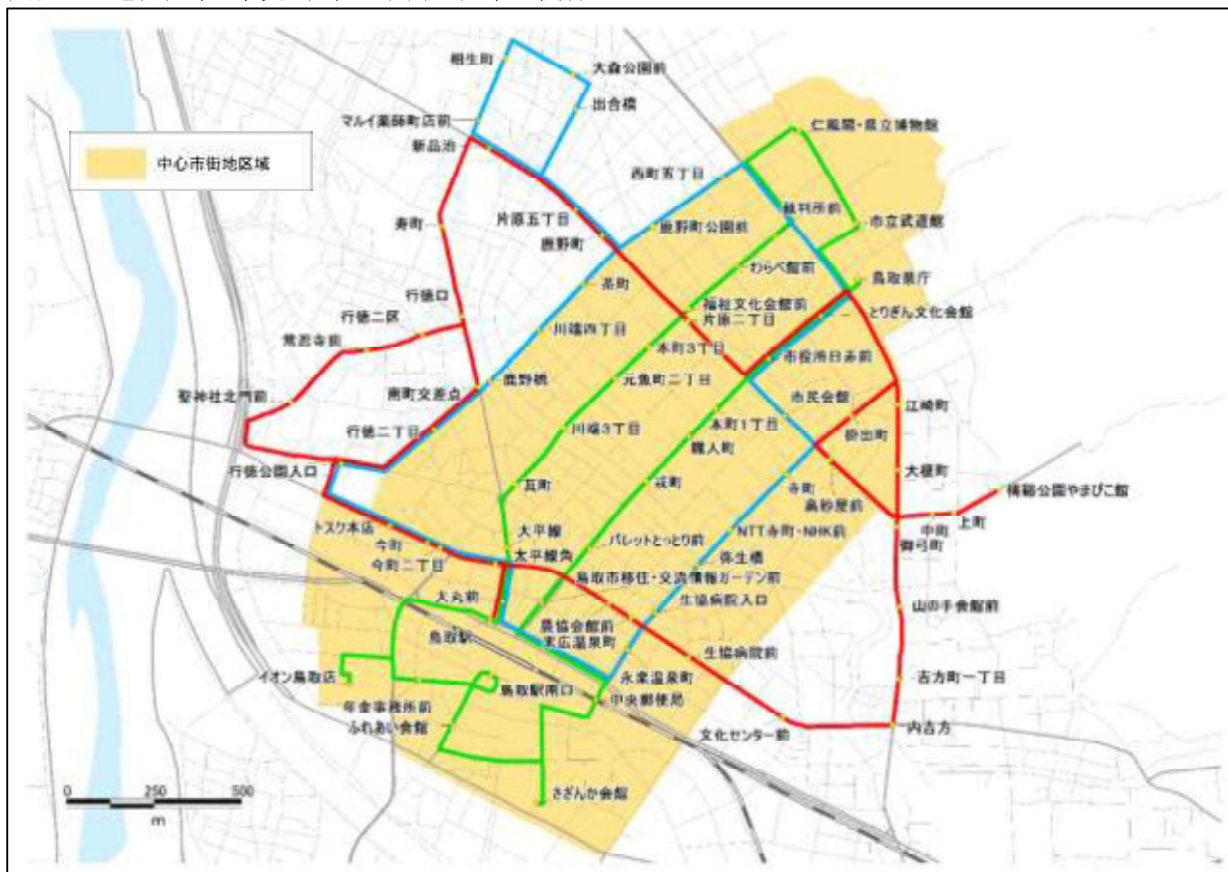 相生町
大森公園前
出合橋
マルイ薬師町店前
新品治
仁風閣・県立博物館
中心市街地区域
西町五丁目
裁判所前
片原五丁目
鹿野町公園前
市立武道館
寿町
鹿野町
わらべ館前
茶町
鳥取県庁
行徳口
福祉文化会館前
行徳二区
片原二丁目
とりぎん文化会館
川端四丁目
常忍寺前
本町3丁目
市役所日赤前
鹿野橋
元魚町二丁目
南町交差点
市民会館
聖神社北門前
江崎町
行徳二丁目
川端3丁目
本町1丁目
掛出町
職人町
行徳公園入口
大榎町
瓦町
寺町
高砂屋前
樗谿公園やまびこ館
上町
トスク本店
大平線
NTT寺町・NHK前
中町
今町
パレットとっとり前
御弓町
太平線角
弥生橋
今町二丁目
鳥取市移住・交流情報ガーデン前
大丸前
生協病院入口
山の手会館前
農協会館前
鳥取駅
末広温泉町
生協病院前
イオン鳥取店
永楽温泉町
吉方町一丁目
鳥取駅南口
中央郵便局
年金事務所前
ふれあい会館
文化センター前
内吉方
さざんか会館
0 250 500
m